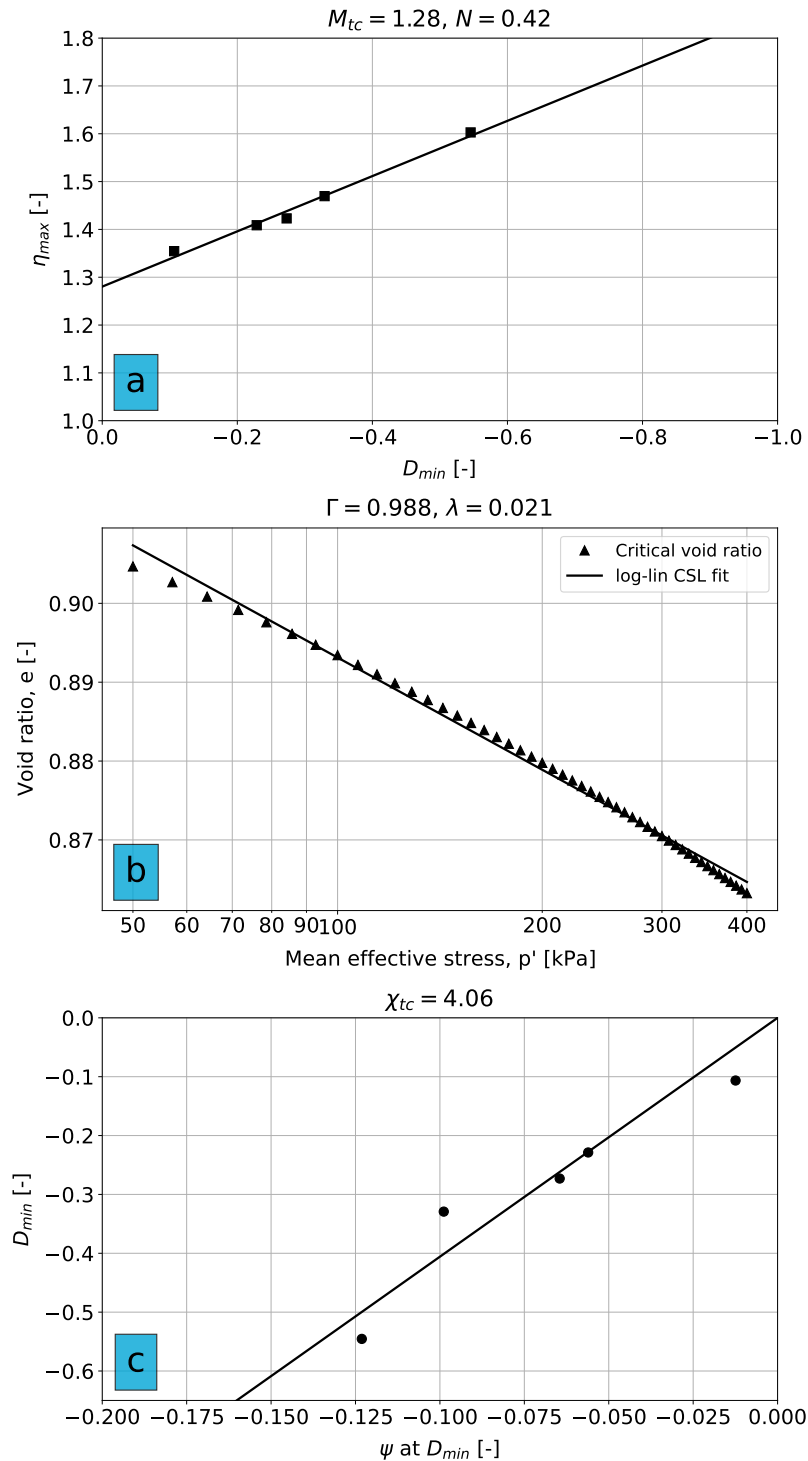 M_tc = 1.28, N = 0.42
1.8
1.7
1.6
1.5
1.4
1.3
1.2
1.1
1.0
η_max [-]
a
0.0 −0.2 −0.4 −0.6 −0.8 −1.0
D_min [-]
Γ = 0.988, λ = 0.021
Critical void ratio
log-lin CSL fit
0.90
0.89
0.88
0.87
Void ratio, e [-]
b
50 60 70 80 90 100 200 300 400
Mean effective stress, p' [kPa]
χ_tc = 4.06
0.0
−0.1
−0.2
−0.3
−0.4
−0.5
−0.6
D_min [-]
c
−0.200 −0.175 −0.150 −0.125 −0.100 −0.075 −0.050 −0.025 0.000
ψ at D_min [-]